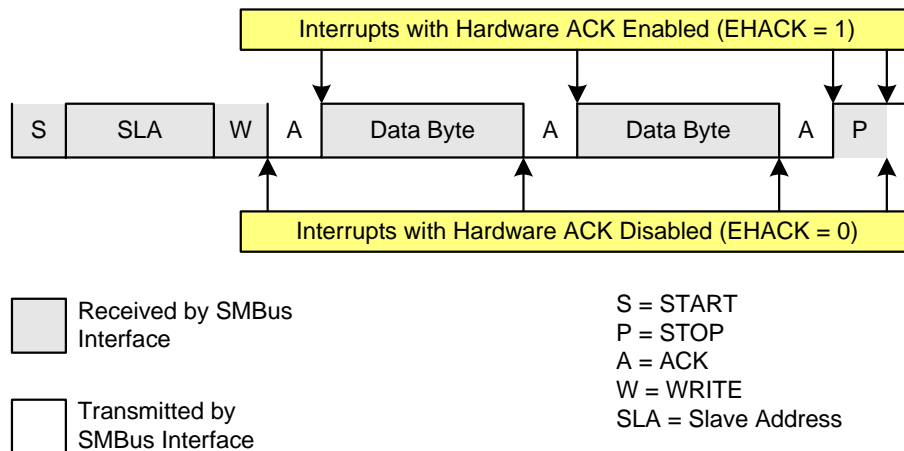 Interrupts with Hardware ACK Enabled (EHACK = 1)
S SLA W A Data Byte A Data Byte A P
Interrupts with Hardware ACK Disabled (EHACK = 0)
Received by SMBus
Interface
Transmitted by
SMBus Interface
S = START
P = STOP
A = ACK
W = WRITE
SLA = Slave Address